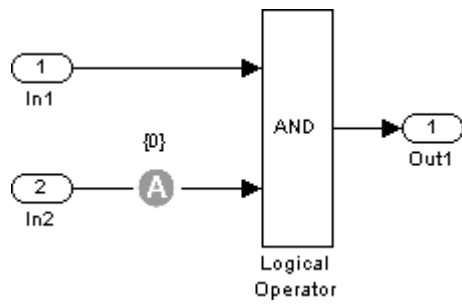 1
In1
AND
1
Out1
{0}
2
A
In2
Logical
Operator